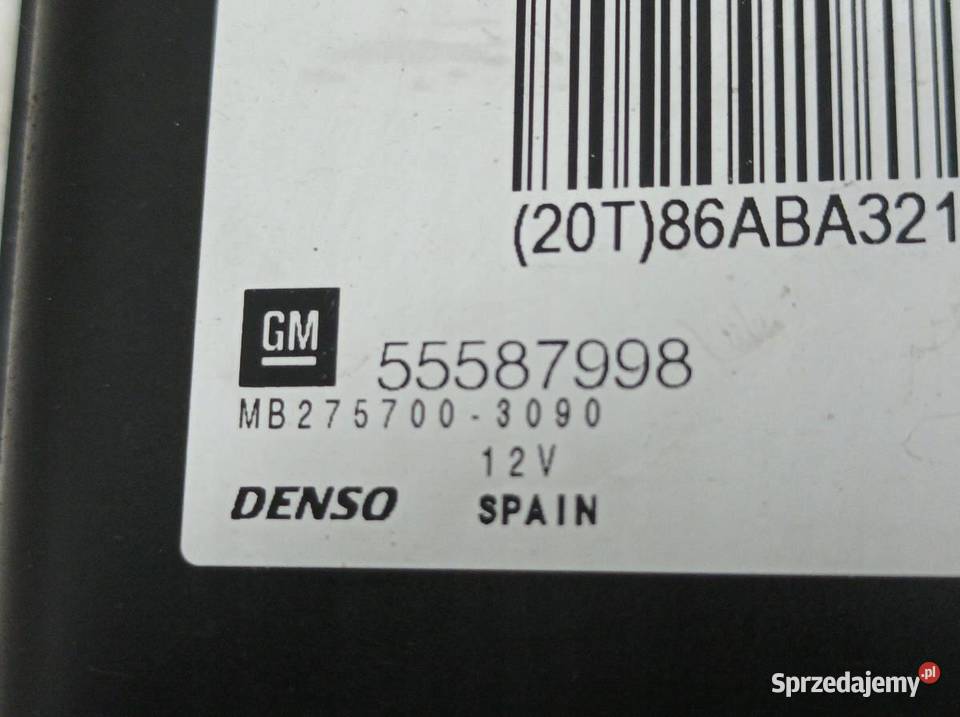 (20T)86ABA321
GM 55587998
MB275700-3090
12V
DENSO SPAIN
Sprzedajemy.pl